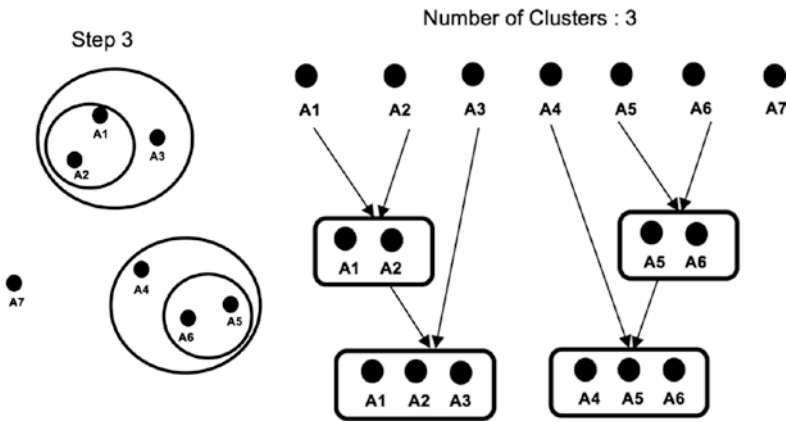 Number of Clusters : 3
Step 3
A1
A3
A2
A4
A7
A5
A6
A1 A2 A3 A4 A5 A6 A7
A1 A2
A5 A6
A1 A2 A3
A4 A5 A6